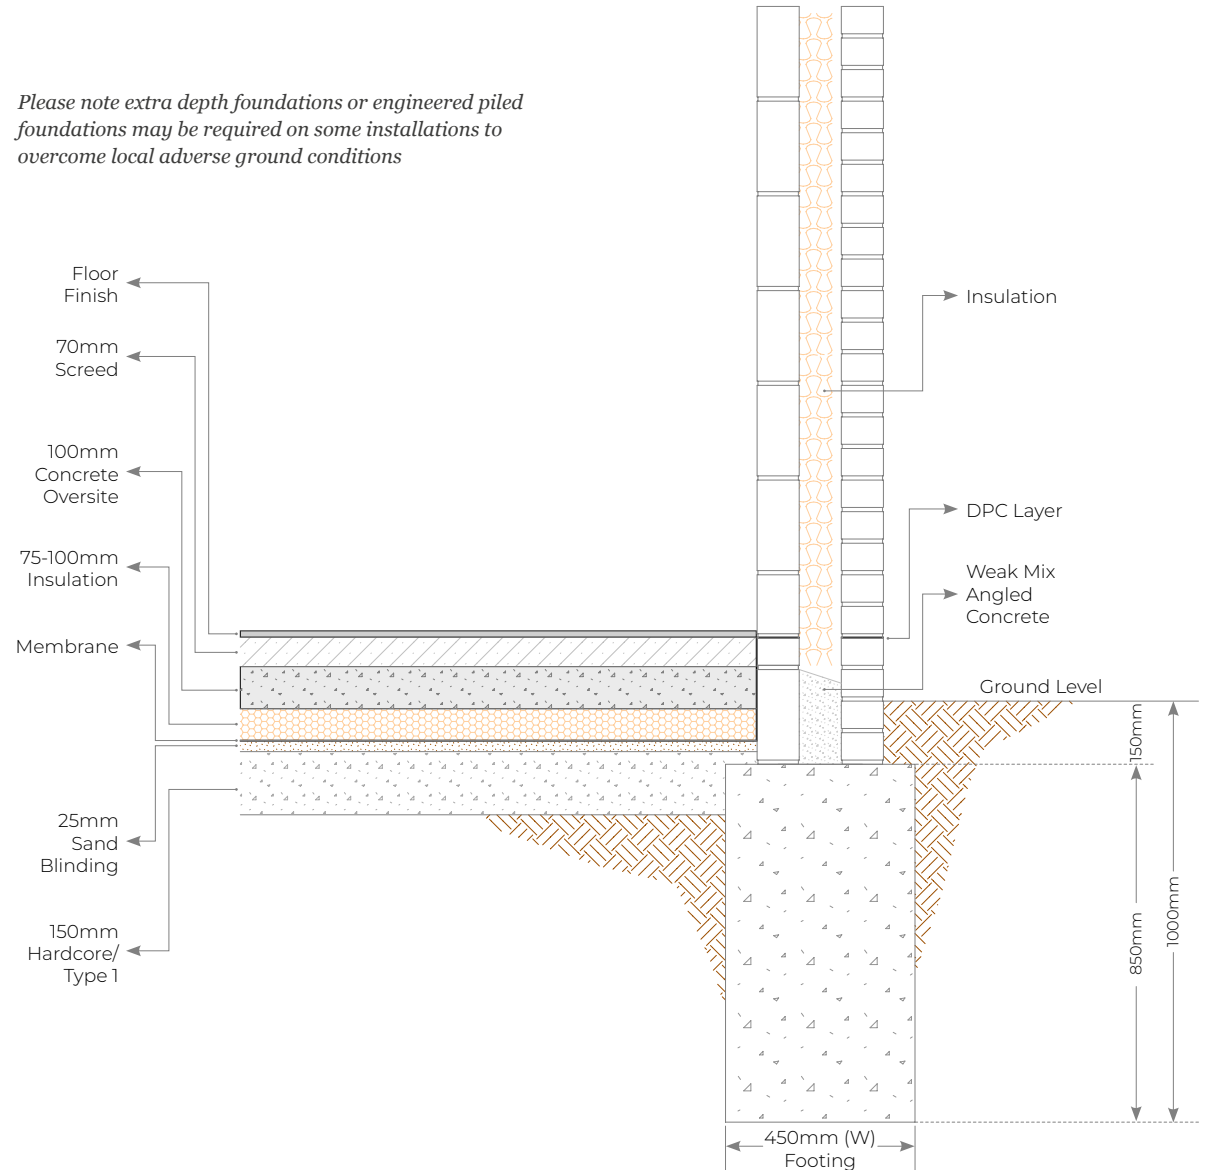 Please note extra depth foundations or engineered piled
foundations may be required on some installations to
overcome local adverse ground conditions
Floor
Finish
70mm
Screed
100mm
Concrete
Oversite
75-100mm
Insulation
Membrane
25mm
Sand
Blinding
150mm
Hardcore/
Type 1
Insulation
DPC Layer
Weak Mix
Angled
Concrete
Ground Level
150mm
850mm
1000mm
450mm (W)
Footing